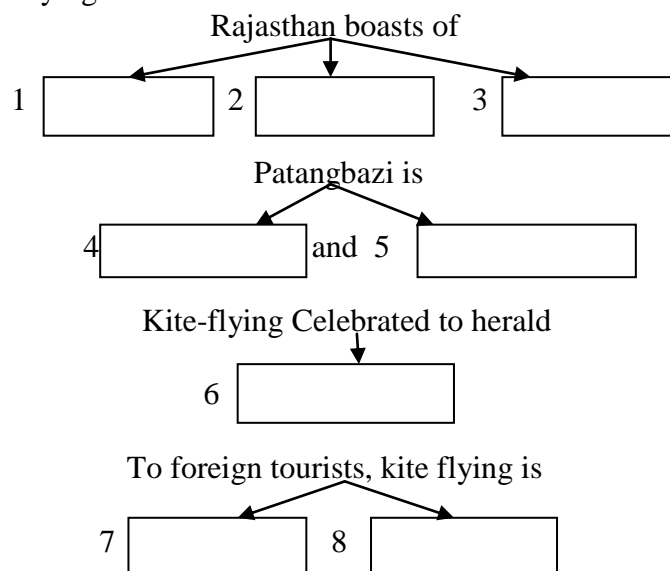 Rajasthan boasts of
1 2 3
Patangbazi is
4 and 5
Kite-flying Celebrated to herald
6
To foreign tourists, kite flying is
7 8